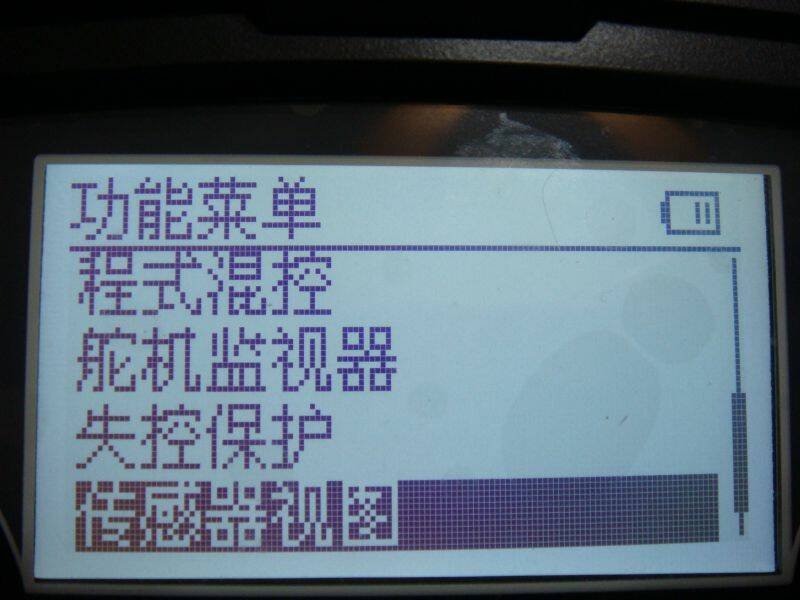 功能菜单
程式混控
舵机监视器
失控保护
传感器视图